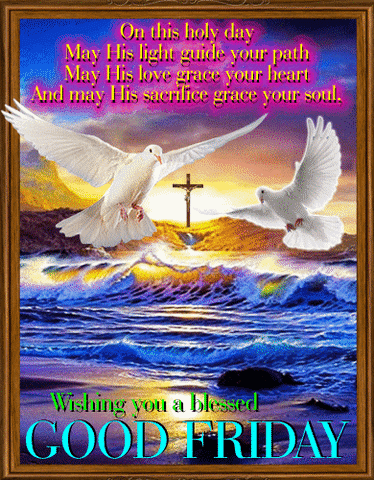 On this holy day
May His light guide your path
May His love grace your heart
And may His sacrifice grace your soul.
Wishing you a blessed
GOOD FRIDAY